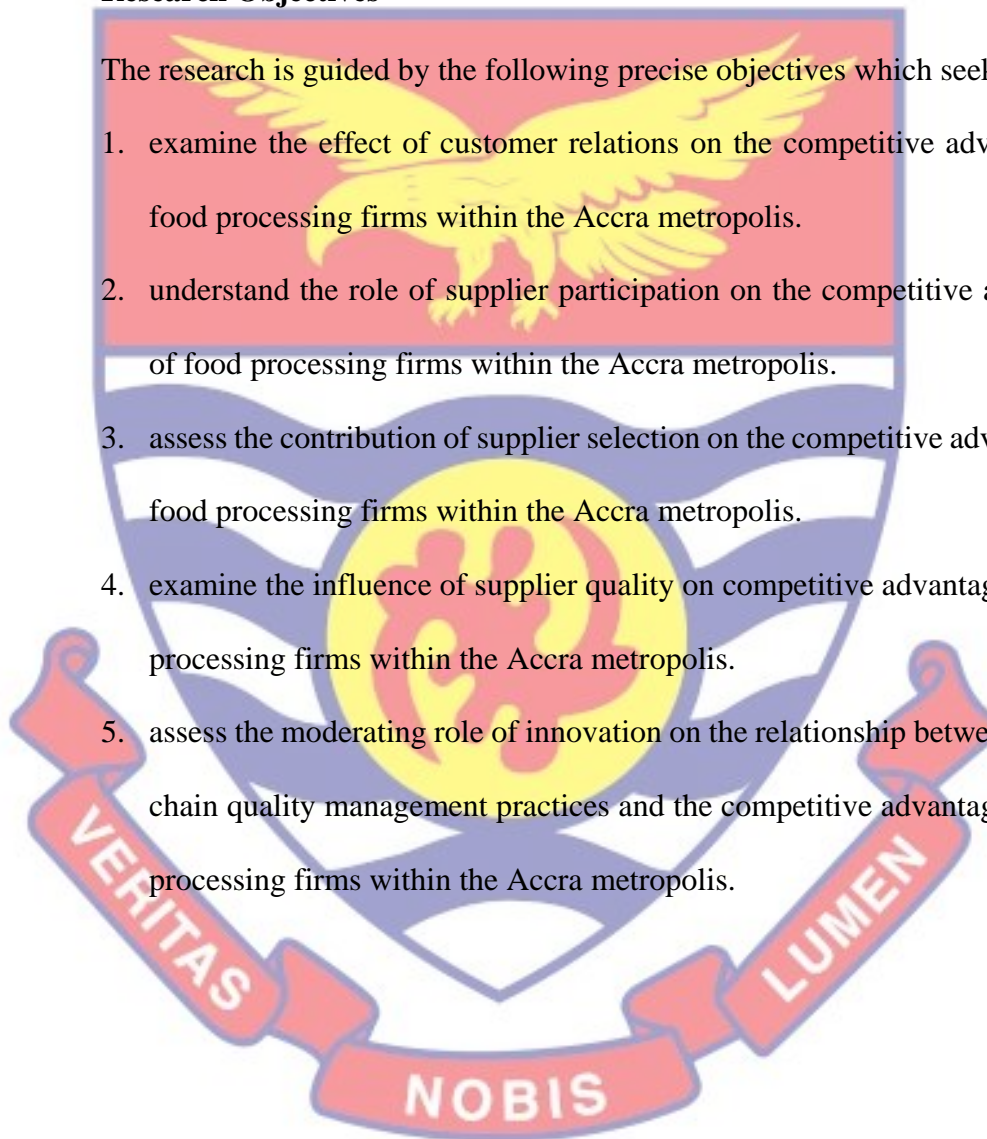 Research Objectives
The research is guided by the following precise objectives which seek
1. examine the effect of customer relations on the competitive adv
food processing firms within the Accra metropolis.
2. understand the role of supplier participation on the competitive a
of food processing firms within the Accra metropolis.
3. assess the contribution of supplier selection on the competitive adv
food processing firms within the Accra metropolis.
4. examine the influence of supplier quality on competitive advantag
processing firms within the Accra metropolis.
5. assess the moderating role of innovation on the relationship betwe
chain quality management practices and the competitive advantag
processing firms within the Accra metropolis.
VERITAS
NOBIS
LUMEN